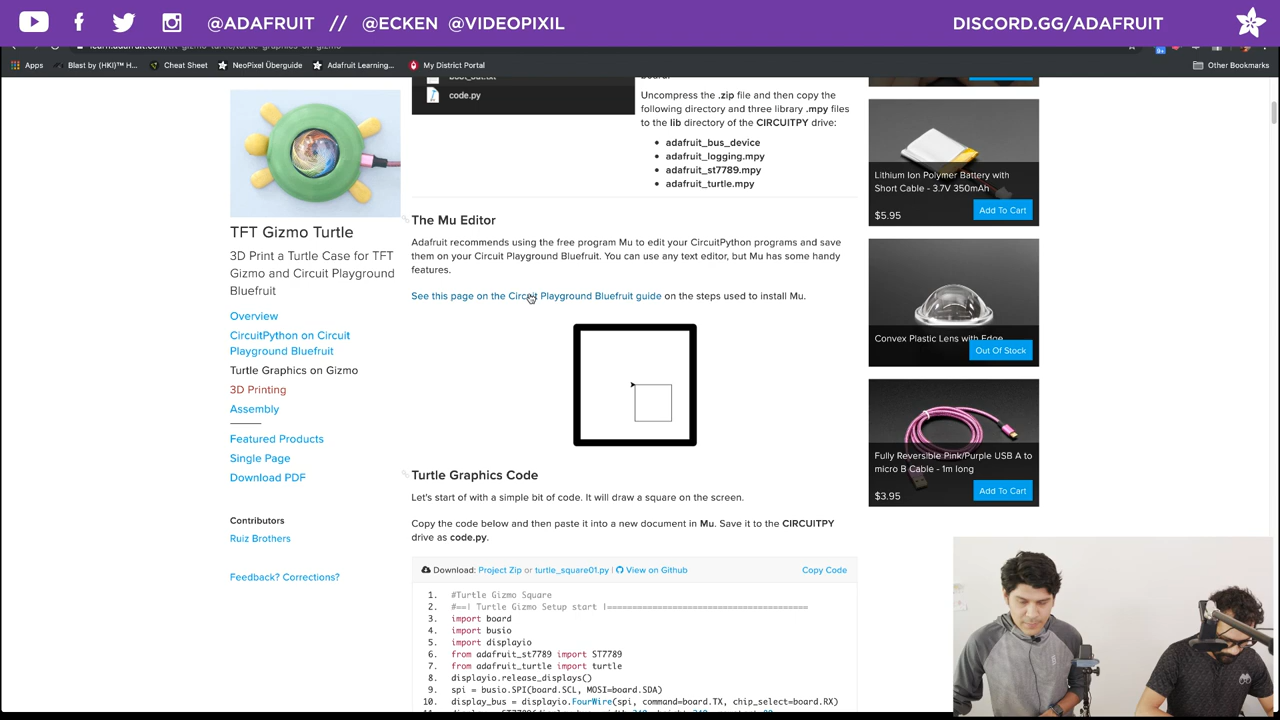 @ADAFRUIT // @ECKEN @VIDEOPIXIL
DISCORD.GG/ADAFRUIT
Apps
Blast by (HKI)™ H...
Cheat Sheet
NeoPixel Überguide
Adafruit Learning...
My District Portal
Other Bookmarks
code.py
Uncompress the .zip file and then copy the
following directory and three library .mpy files
to the lib directory of the CIRCUITPY drive:
• adafruit_bus_device
• adafruit_logging.mpy
• adafruit_st7789.mpy
• adafruit_turtle.mpy
TFT Gizmo Turtle
3D Print a Turtle Case for TFT
Gizmo and Circuit Playground
Bluefruit
Overview
CircuitPython on Circuit
Playground Bluefruit
Turtle Graphics on Gizmo
3D Printing
Assembly
Featured Products
Single Page
Download PDF
Contributors
Ruiz Brothers
Feedback? Corrections?
The Mu Editor
Adafruit recommends using the free program Mu to edit your CircuitPython programs and save
them on your Circuit Playground Bluefruit. You can use any text editor, but Mu has some handy
features.
See this page on the Circuit Playground Bluefruit guide on the steps used to install Mu.
Turtle Graphics Code
Let's start of with a simple bit of code. It will draw a square on the screen.
Copy the code below and then paste it into a new document in Mu. Save it to the CIRCUITPY
drive as code.py.
Download: Project Zip or turtle_square01.py | View on Github
Copy Code
1. #Turtle Gizmo Square
2. #==| Turtle Gizmo Setup start |========================================
3. import board
4. import busio
5. import displayio
6. from adafruit_st7789 import ST7789
7. from adafruit_turtle import turtle
8. displayio.release_displays()
9. spi = busio.SPI(board.SCL, MOSI=board.SDA)
10. display_bus = displayio.FourWire(spi, command=board.TX, chip_select=board.RX)
Lithium Ion Polymer Battery with
Short Cable - 3.7V 350mAh
$5.95
Add To Cart
Convex Plastic Lens with Edge
Out Of Stock
Fully Reversible Pink/Purple USB A to
micro B Cable - 1m long
$3.95
Add To Cart